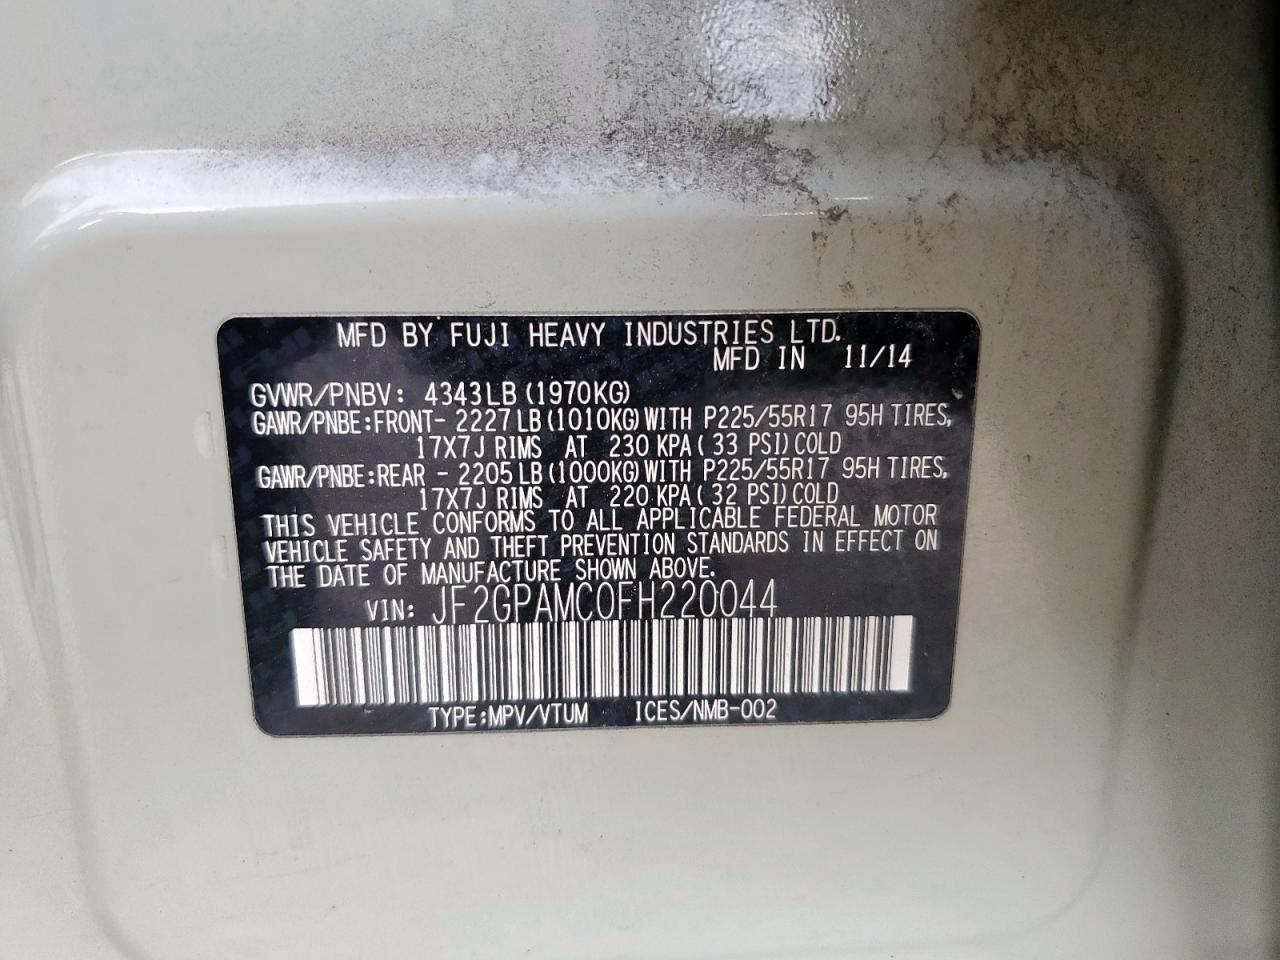 MFD BY FUJI HEAVY INDUSTRIES LTD.
MFD IN 11/14
GVWR/PNBV: 4343LB(1970KG)
GAWR/PNBE:FRONT- 2227LB(1010KG)WITH P225/55R17 95H TIRES,
17X7J RIMS AT 230 KPA( 33 PSI)COLD
GAWR/PNBE:REAR - 2205LB(1000KG)WITH P225/55R17 95H TIRES,
17X7J RIMS AT 220 KPA( 32 PSI)COLD
THIS VEHICLE CONFORMS TO ALL APPLICABLE FEDERAL MOTOR
VEHICLE SAFETY AND THEFT PREVENTION STANDARDS IN EFFECT ON
THE DATE OF MANUFACTURE SHOWN ABOVE.
VIN: JF2GPAMC0FH220044
TYPE:MPV/VTUM ICES/NMB-002